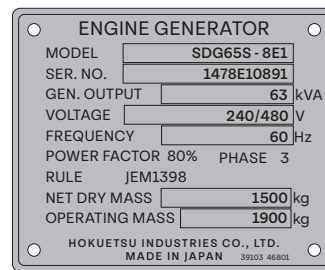 ENGINE GENERATOR
MODEL SDG65S - 8E1
SER. NO. 1478E10891
GEN. OUTPUT 63 kVA
VOLTAGE 240/480 V
FREQUENCY 60 Hz
POWER FACTOR 80% PHASE 3
RULE JEM1398
NET DRY MASS 1500 kg
OPERATING MASS 1900 kg
HOKUETSU INDUSTRIES CO., LTD.
MADE IN JAPAN 39103 46801